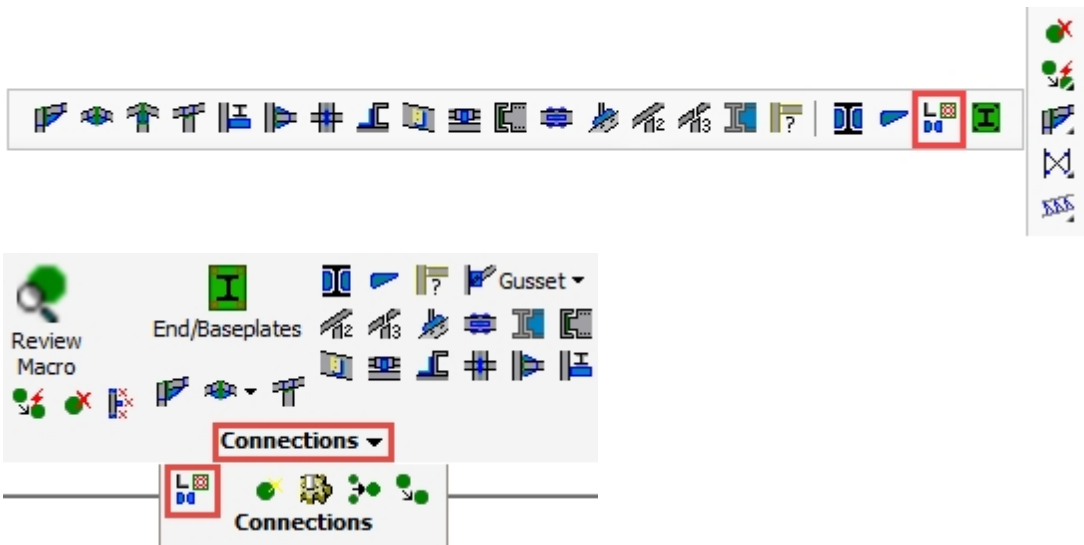 Gusset
End/Baseplates
Review
Macro
Connections
Connections